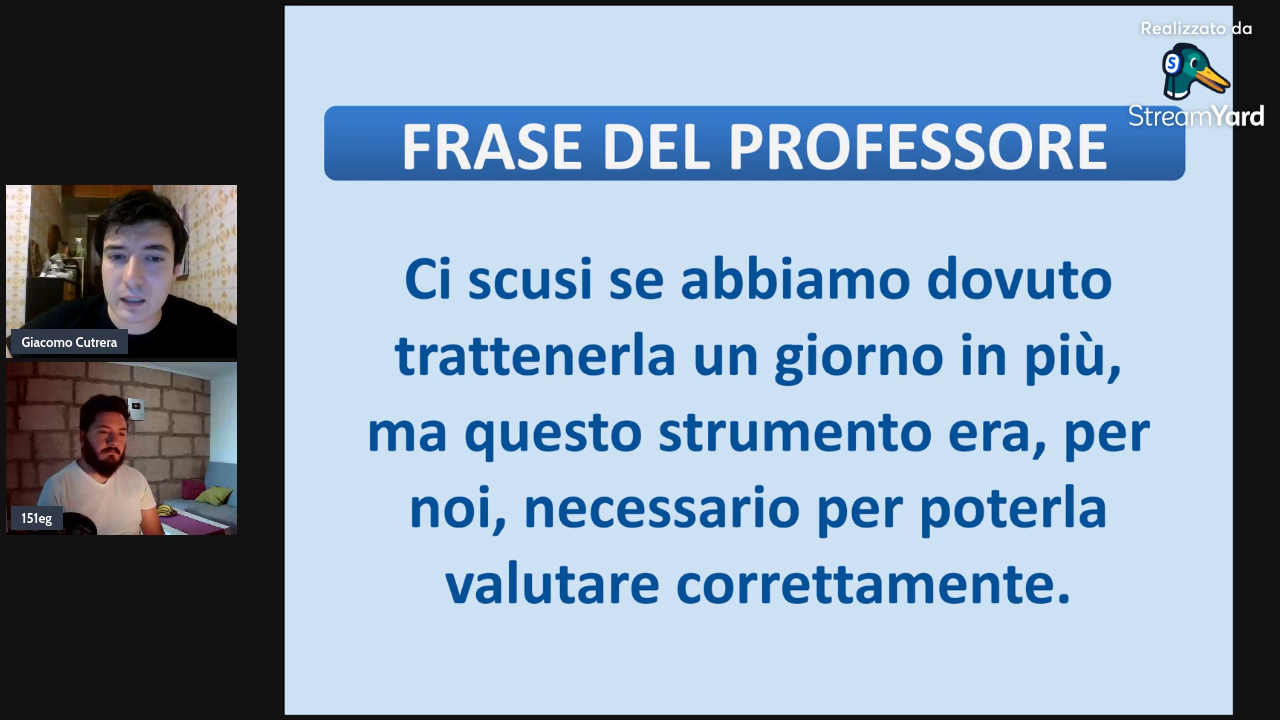 Realizzato da
StreamYard
FRASE DEL PROFESSORE
Ci scusi se abbiamo dovuto
trattenerla un giorno in più,
ma questo strumento era, per
noi, necessario per poterla
valutare correttamente.
Giacomo Cutrera
151eg